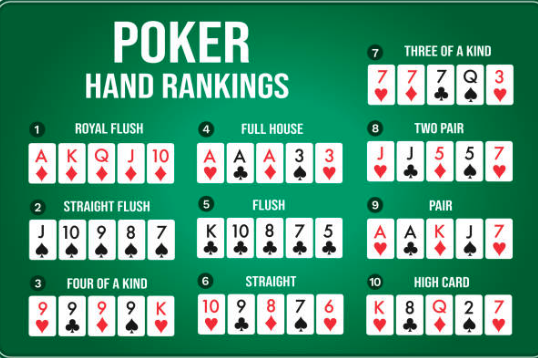 POKER
HAND RANKINGS
1 ROYAL FLUSH
A K Q J 10
2 STRAIGHT FLUSH
J 10 9 8 7
3 FOUR OF A KIND
9 9 9 9 K
4 FULL HOUSE
A A A 3 3
5 FLUSH
K 10 8 7 5
6 STRAIGHT
10 9 8 7 6
7 THREE OF A KIND
7 7 7 Q 3
8 TWO PAIR
J J 5 5 7
9 PAIR
A A K J 7
10 HIGH CARD
K 8 Q 2 7